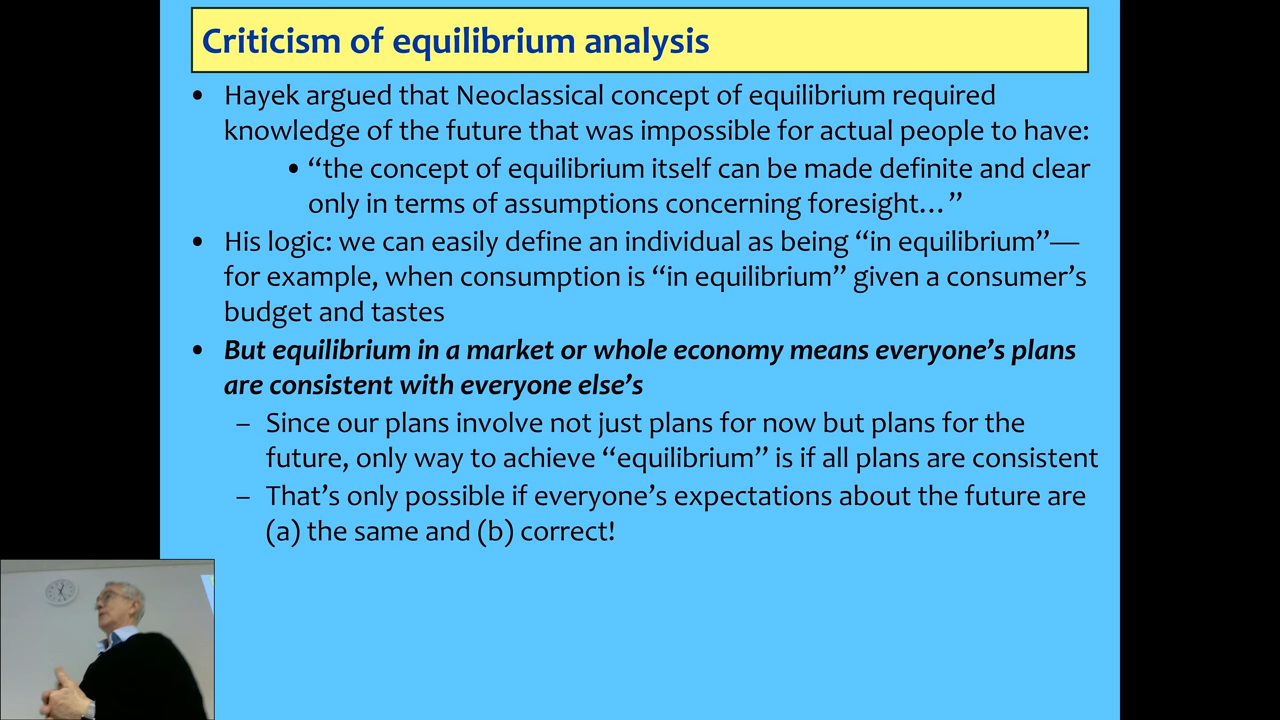 Criticism of equilibrium analysis
• Hayek argued that Neoclassical concept of equilibrium required
knowledge of the future that was impossible for actual people to have:
• “the concept of equilibrium itself can be made definite and clear
only in terms of assumptions concerning foresight…”
• His logic: we can easily define an individual as being “in equilibrium”—
for example, when consumption is “in equilibrium” given a consumer’s
budget and tastes
• But equilibrium in a market or whole economy means everyone’s plans
are consistent with everyone else’s
– Since our plans involve not just plans for now but plans for the
future, only way to achieve “equilibrium” is if all plans are consistent
– That’s only possible if everyone’s expectations about the future are
(a) the same and (b) correct!